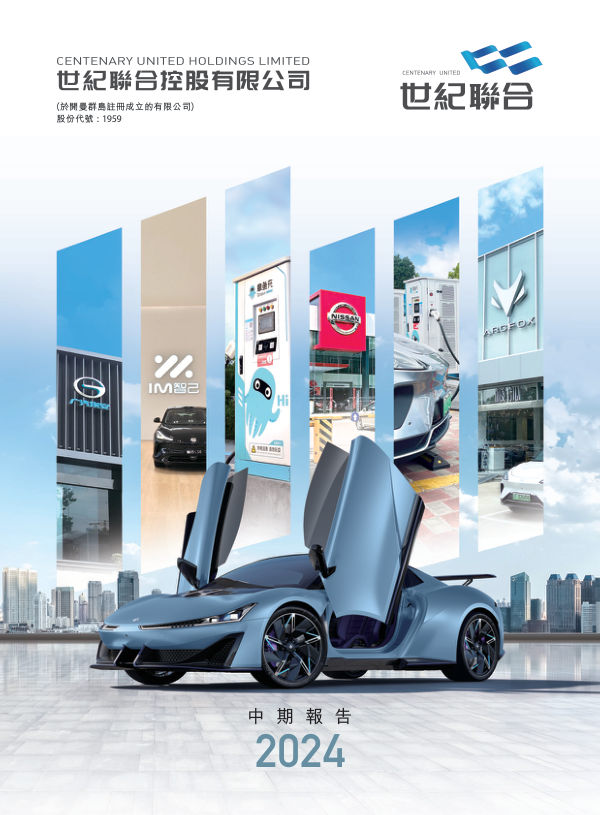 CENTENARY UNITED HOLDINGS LIMITED
世紀聯合控股有限公司
(於開曼群島註冊成立的有限公司)
股份代號：1959
CENTENARY UNITED
世紀聯合
NISSAN
ARCFOX
IM智己
Hi
中期報告
2024